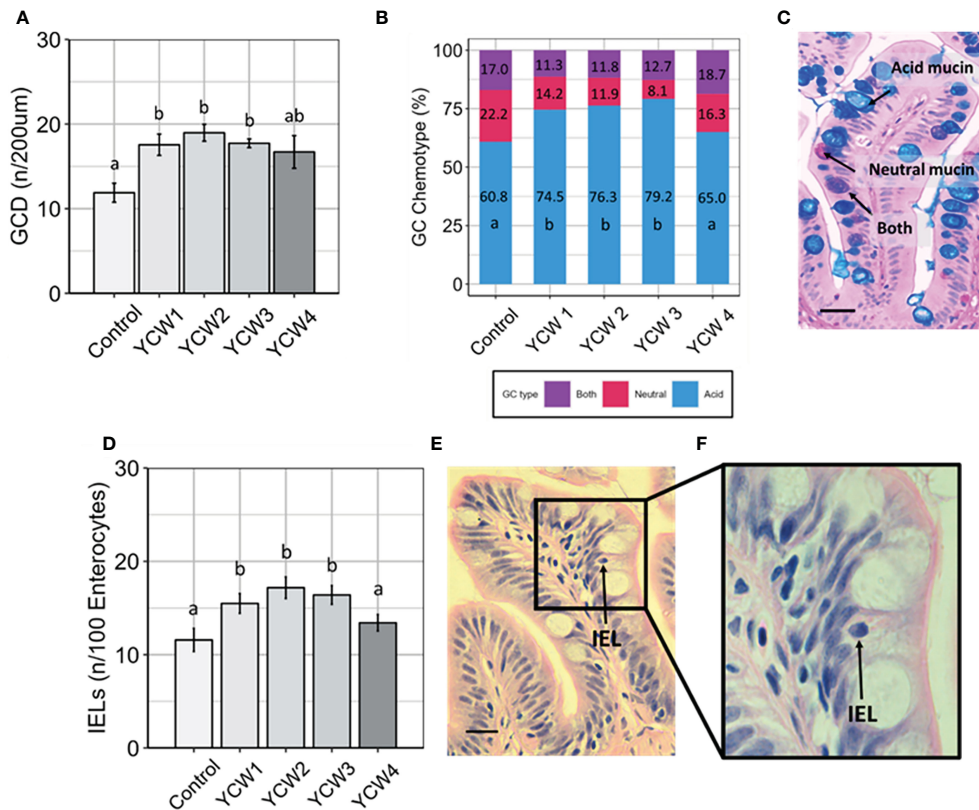 A
GCD (n/200um)
30
20
10
0
a
b
b
b
ab
Control
YCW1
YCW2
YCW3
YCW4
B
GC Chemotype (%)
100
75
50
25
0
17.0
11.3
11.8
12.7
18.7
22.2
14.2
11.9
8.1
16.3
60.8
74.5
76.3
79.2
65.0
a
b
b
b
a
Control
YCW 1
YCW 2
YCW 3
YCW 4
GC type
Both
Neutral
Acid
C
Acid mucin
Neutral mucin
Both
D
IELs (n/100 Enterocytes)
30
20
10
0
a
b
b
b
a
Control
YCW1
YCW2
YCW3
YCW4
E
IEL
F
IEL